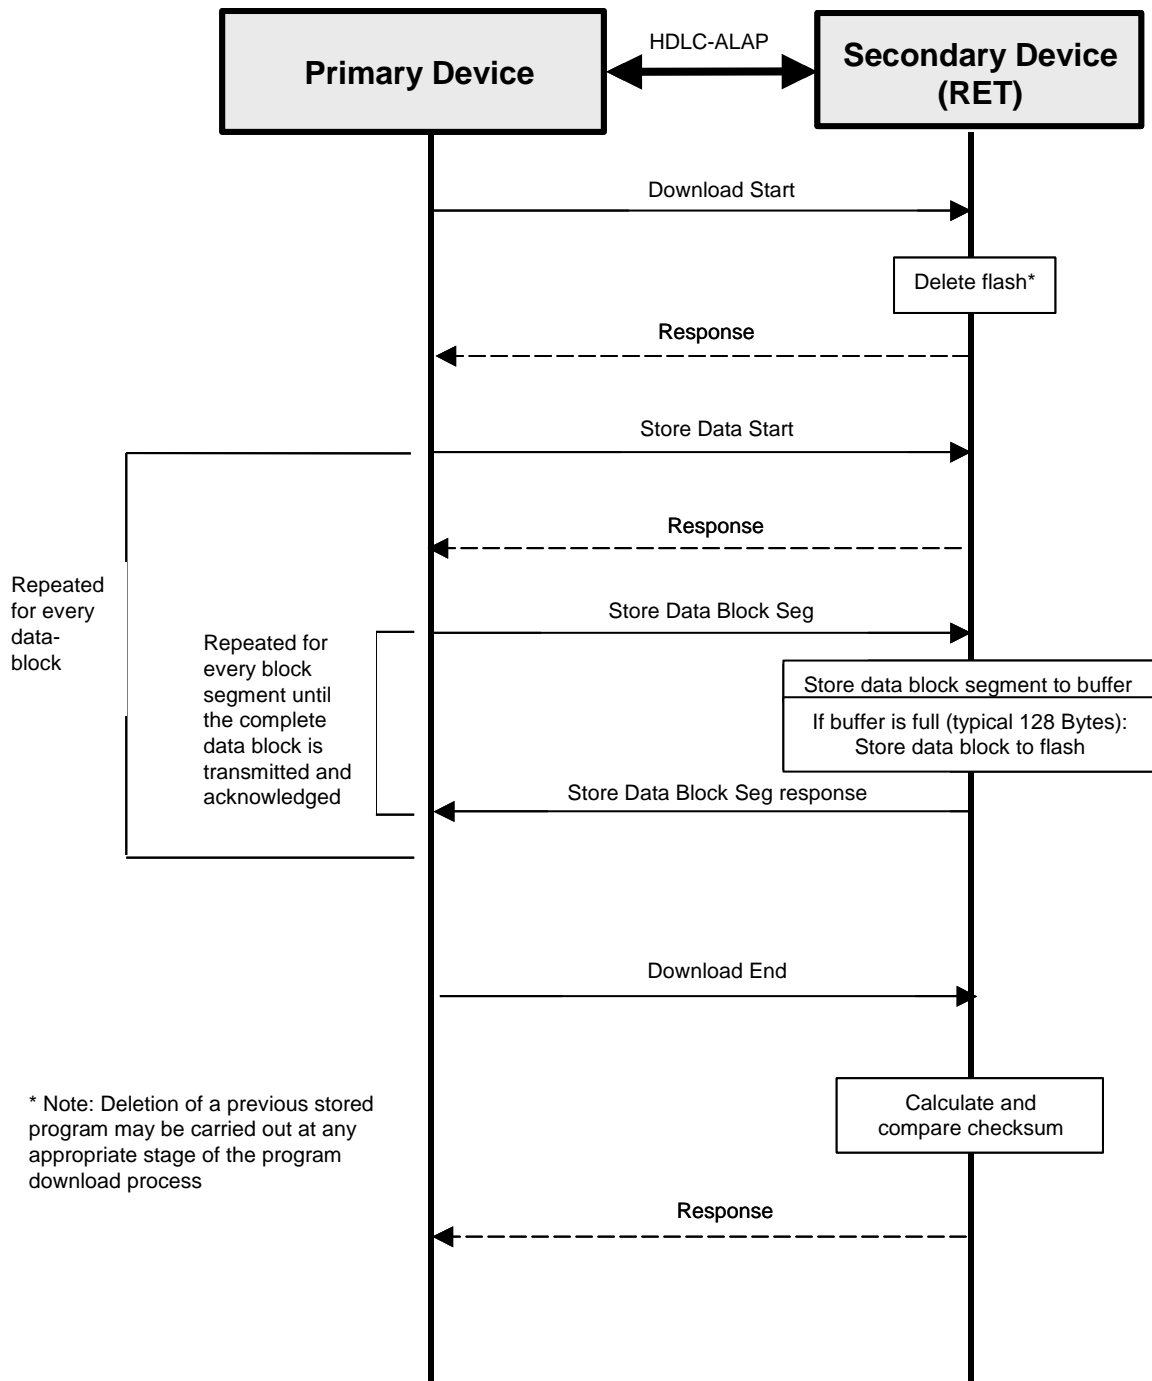 HDLC-ALAP
Primary Device
Secondary Device
(RET)
Download Start
Delete flash*
Response
Store Data Start
Response
Repeated
for every
data-
block
Store Data Block Seg
Repeated for
every block
segment until
the complete
data block is
transmitted and
acknowledged
Store data block segment to buffer
If buffer is full (typical 128 Bytes):
Store data block to flash
Store Data Block Seg response
Download End
* Note: Deletion of a previous stored
program may be carried out at any
appropriate stage of the program
download process
Calculate and
compare checksum
Response